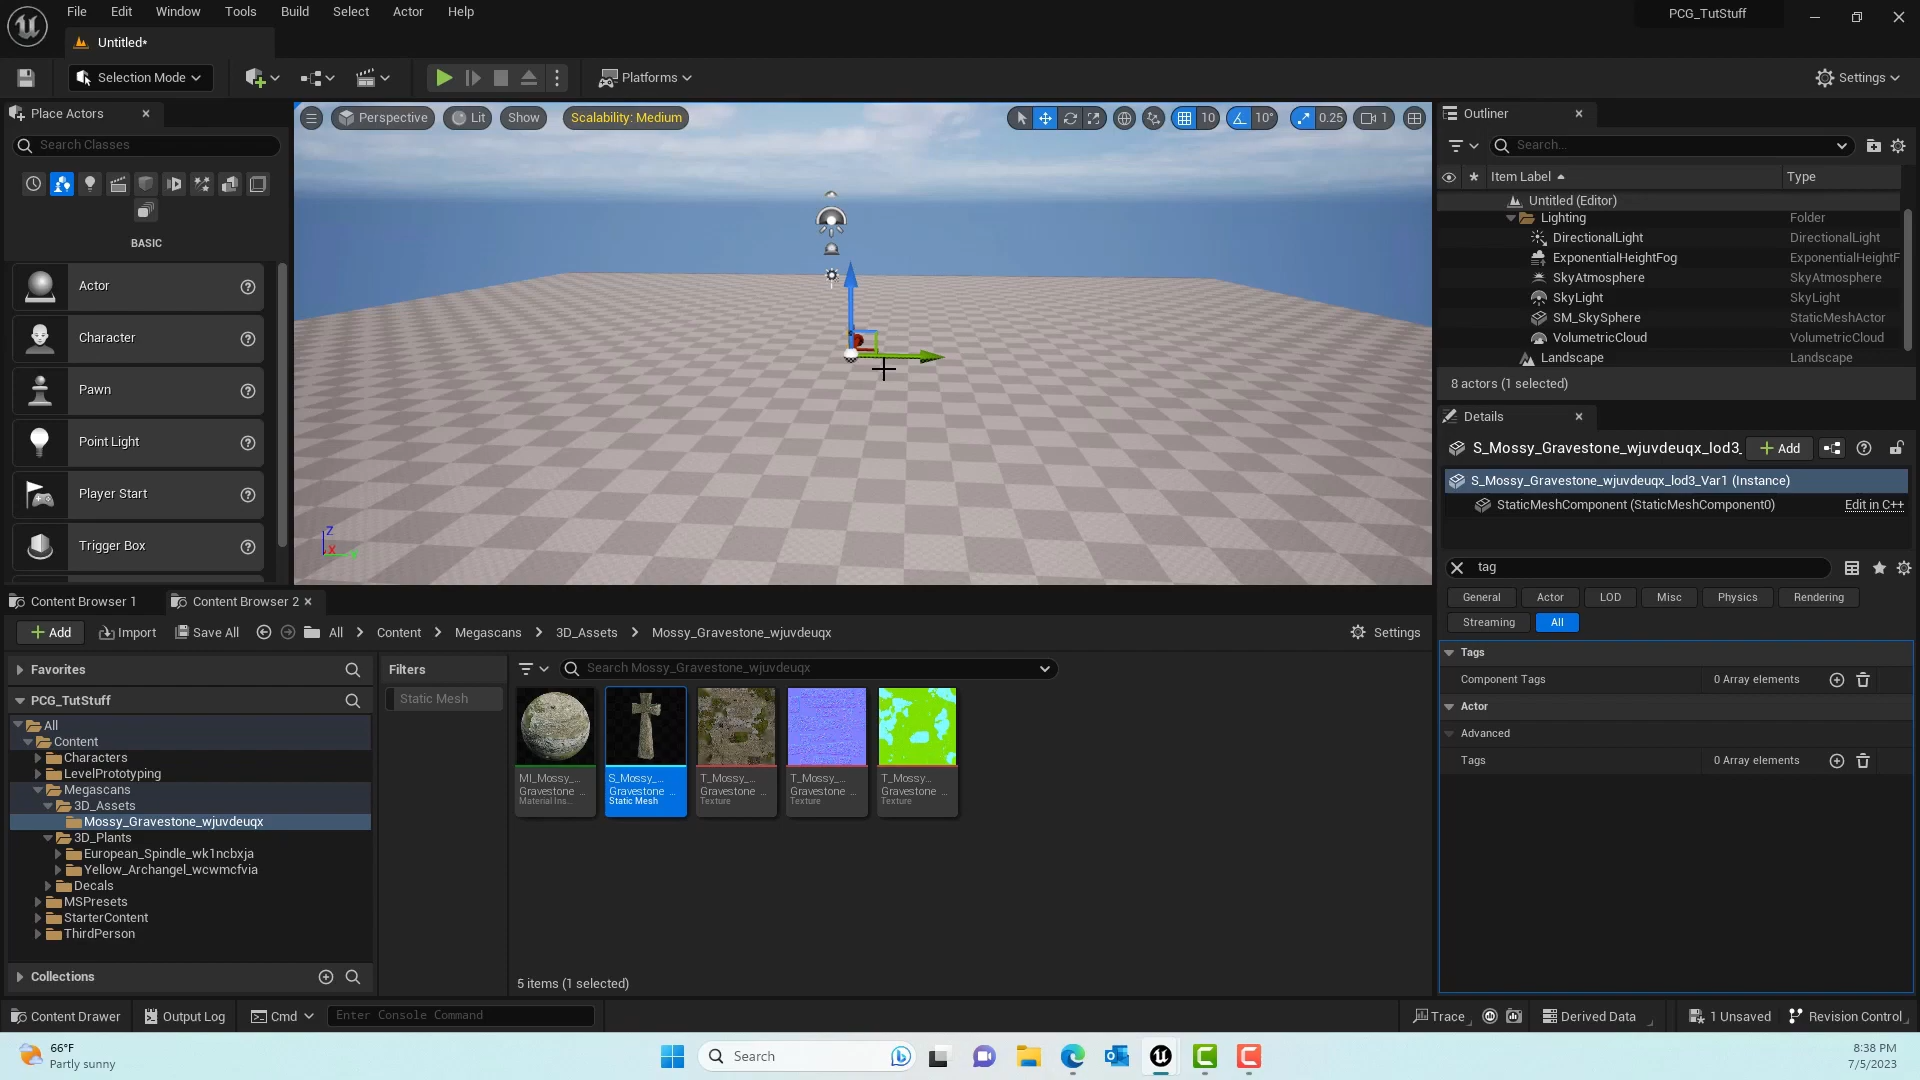 File Edit Window Tools Build Select Actor Help
PCG_TutStuff
Untitled*
Selection Mode
Platforms
Settings
Place Actors
Search Classes
BASIC
Actor
Character
Pawn
Point Light
Player Start
Trigger Box
Perspective Lit Show Scalability: Medium
10 10° 0.25 1
Z
X
Outliner
Search...
Item Label Type
Untitled (Editor)
Lighting Folder
DirectionalLight DirectionalLight
ExponentialHeightFog ExponentialHeightF
SkyAtmosphere SkyAtmosphere
SkyLight SkyLight
SM_SkySphere StaticMeshActor
VolumetricCloud VolumetricCloud
Landscape Landscape
8 actors (1 selected)
Details
S_Mossy_Gravestone_wjuvdeuqx_lod3_ Add
S_Mossy_Gravestone_wjuvdeuqx_lod3_Var1 (Instance)
StaticMeshComponent (StaticMeshComponent0) Edit in C++
tag
General Actor LOD Misc Physics Rendering
Streaming All
Tags
Component Tags 0 Array elements
Actor
Advanced
Tags 0 Array elements
Content Browser 1 Content Browser 2
Add Import Save All All Content Megascans 3D_Assets Mossy_Gravestone_wjuvdeuqx Settings
Favorites
PCG_TutStuff
All
Content
Characters
LevelPrototyping
Megascans
3D_Assets
Mossy_Gravestone_wjuvdeuqx
3D_Plants
European_Spindle_wk1ncbxja
Yellow_Archangel_wcwmcfvia
Decals
MSPresets
StarterContent
ThirdPerson
Collections
Filters
Static Mesh
Search Mossy_Gravestone_wjuvdeuqx
MI_Mossy_... S_Mossy_... T_Mossy_... T_Mossy_... T_Mossy...
Gravestone ... Gravestone ... Gravestone ... Gravestone ... Gravestone ...
Material Ins... Static Mesh Texture Texture Texture
5 items (1 selected)
Content Drawer Output Log Cmd Enter Console Command
Trace Derived Data 1 Unsaved Revision Control
66°F
Partly sunny
Search
8:38 PM
7/5/2023